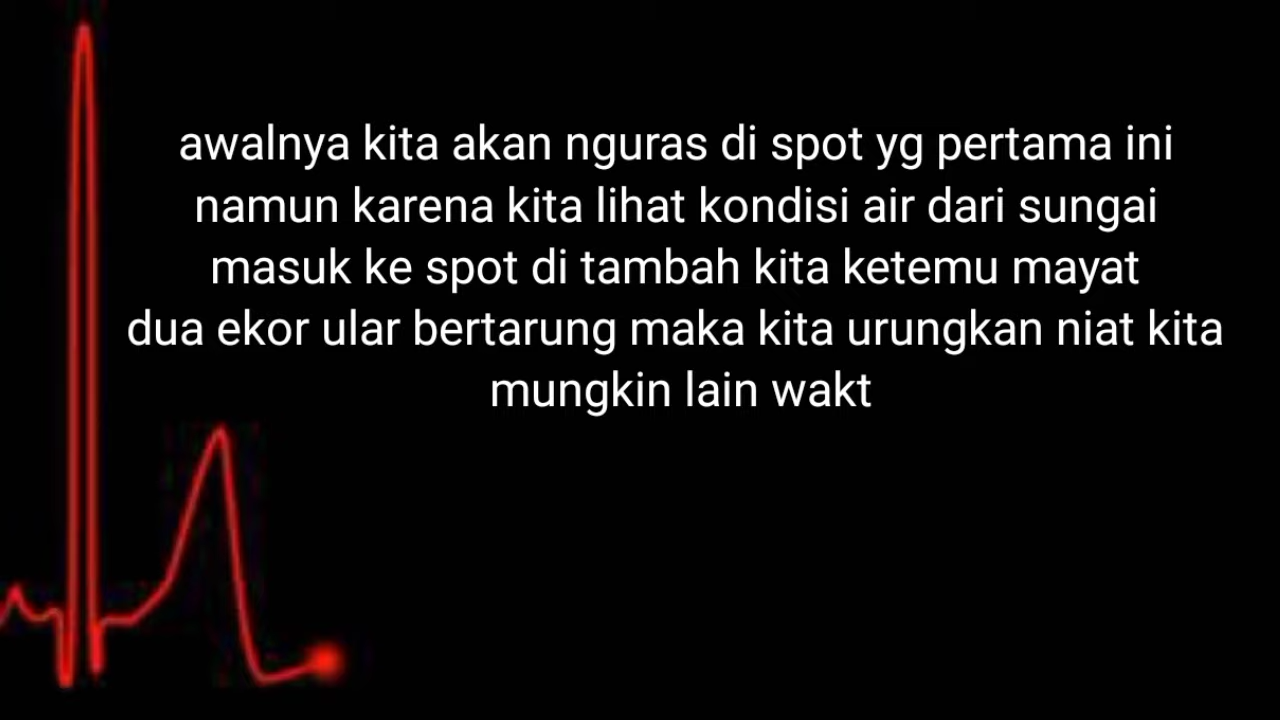 awalnya kita akan nguras di spot yg pertama ini
namun karena kita lihat kondisi air dari sungai
masuk ke spot di tambah kita ketemu mayat
dua ekor ular bertarung maka kita urungkan niat kita
mungkin lain wakt